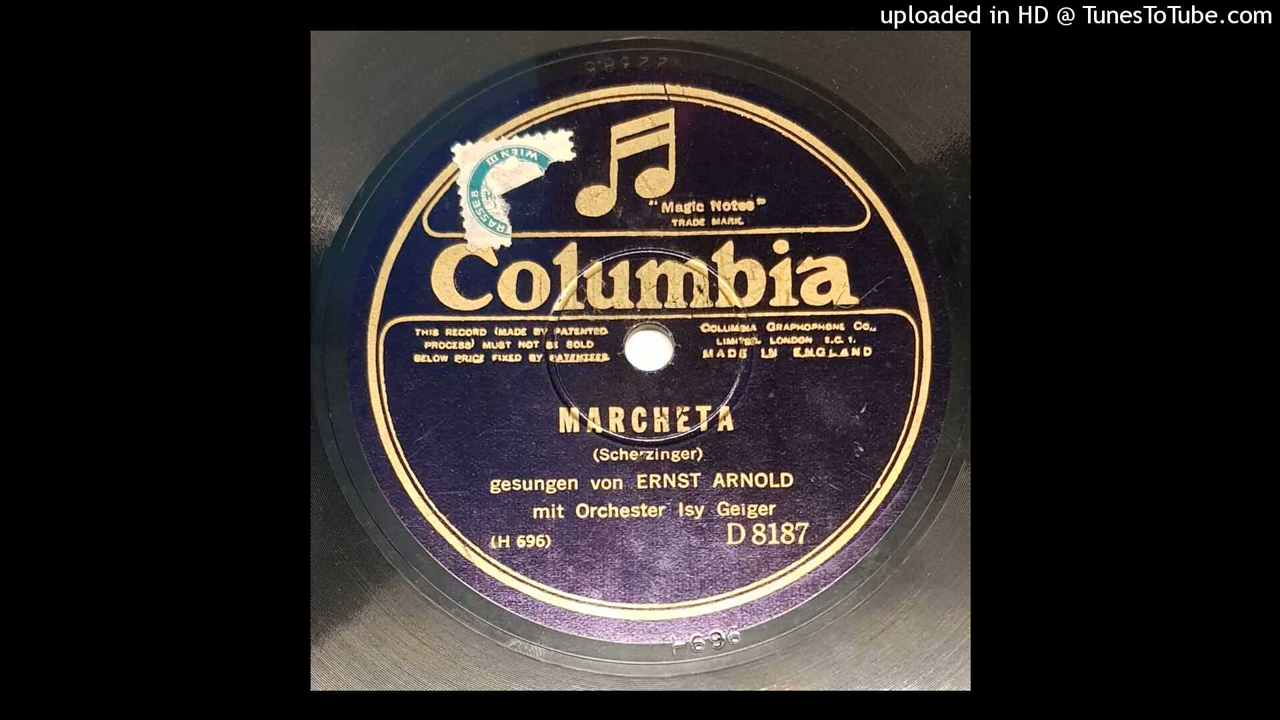 uploaded in HD @ TunesToTube.com
"Magic Notes"
TRADE MARK.
WIEN III
Columbia
THIS RECORD (MADE BY PATENTED
PROCESS) MUST NOT BE SOLD
BELOW PRICE FIXED BY PATENTEES.
COLUMBIA GRAPHOPHONE CO.,
LIMITED. LONDON E.C.1.
MADE IN ENGLAND
MARCHETA
(Scherzinger)
gesungen von ERNST ARNOLD
mit Orchester Isy Geiger
(H 696)
D 8187